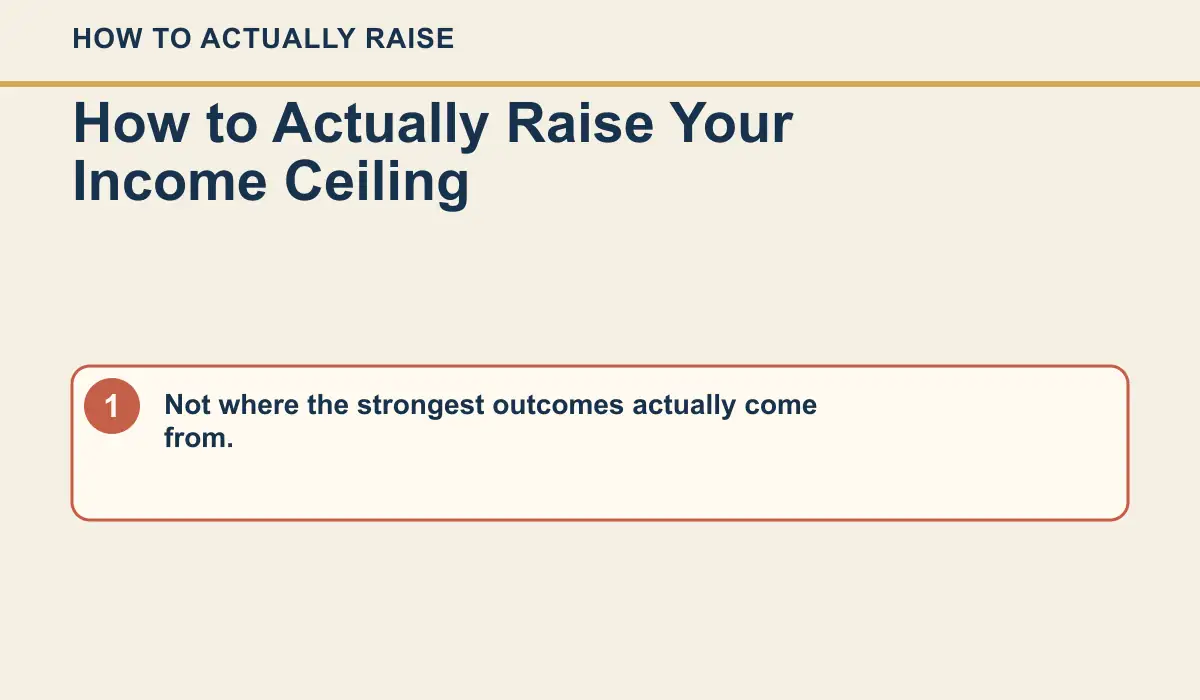 HOW TO ACTUALLY RAISE
How to Actually Raise Your
Income Ceiling
1
Not where the strongest outcomes actually come
from.